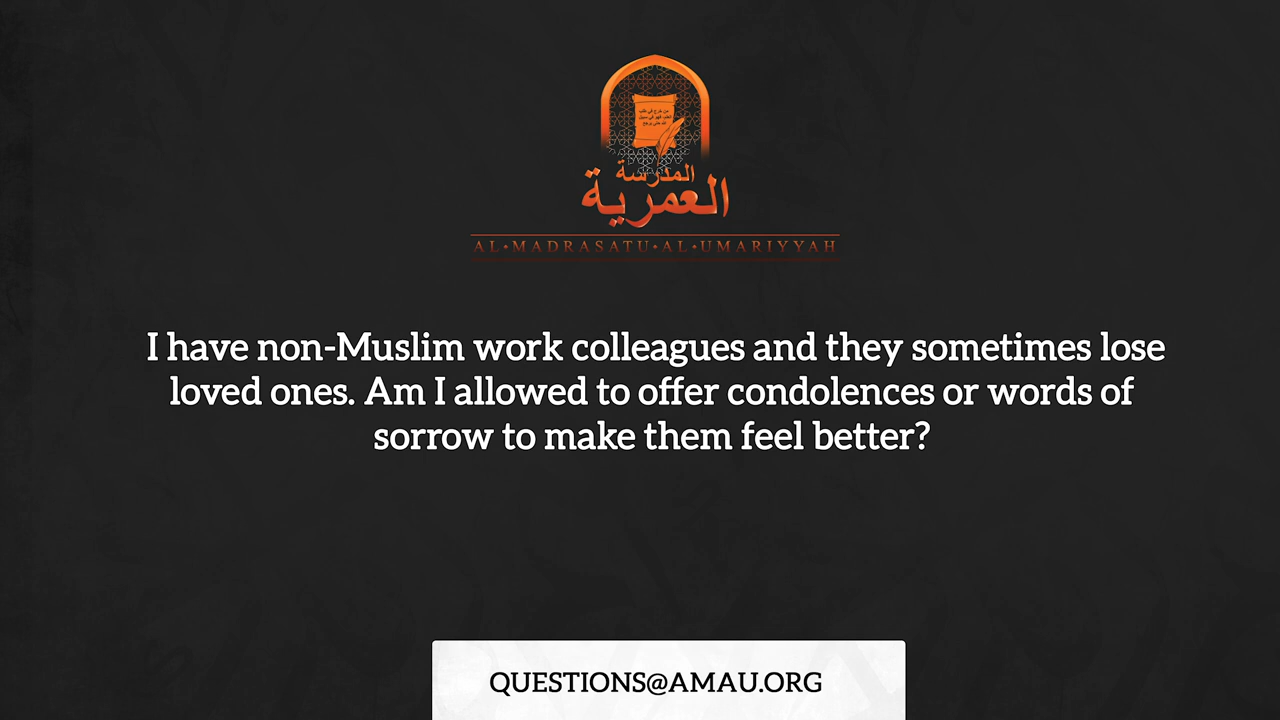 المدرسة
العمرية
AL•MADRASATU•AL•UMARIYYAH
I have non-Muslim work colleagues and they sometimes lose
loved ones. Am I allowed to offer condolences or words of
sorrow to make them feel better?
QUESTIONS@AMAU.ORG